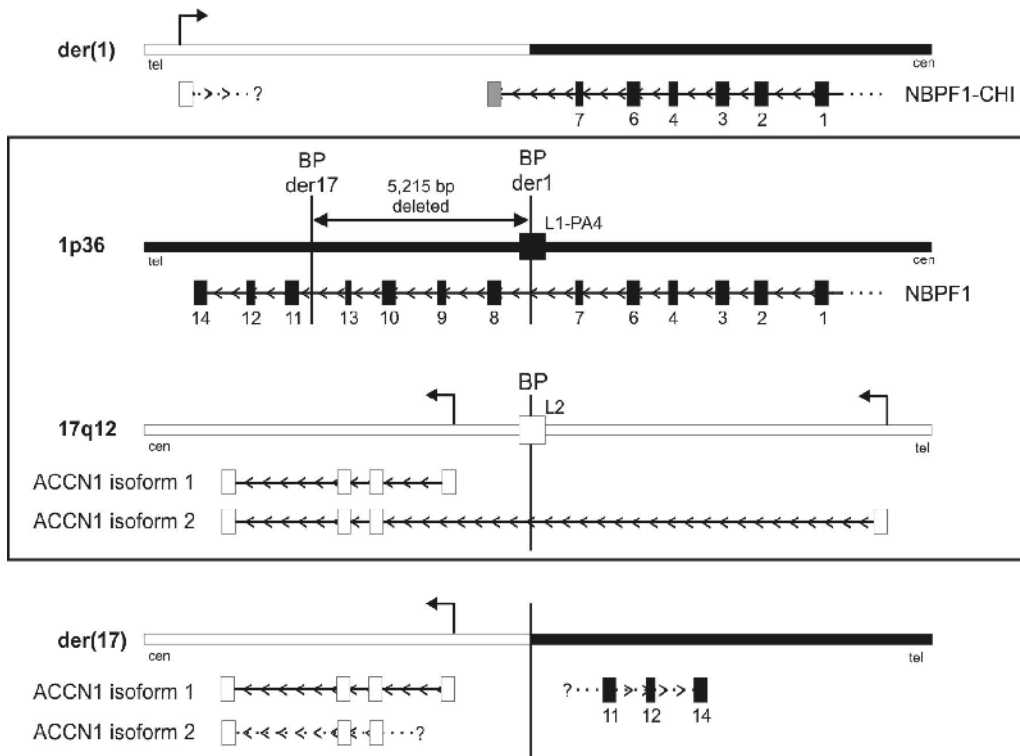 der(1)
tel cen
? NBPF1-CHI
7 6 4 3 2 1
BP BP
der17 der1
5,215 bp
deleted
L1-PA4
1p36
tel cen
NBPF1
14 12 11 13 10 9 8 7 6 4 3 2 1
BP
L2
17q12
cen tel
ACCN1 isoform 1
ACCN1 isoform 2
der(17)
cen tel
ACCN1 isoform 1 ?
11 12 14
ACCN1 isoform 2 ?